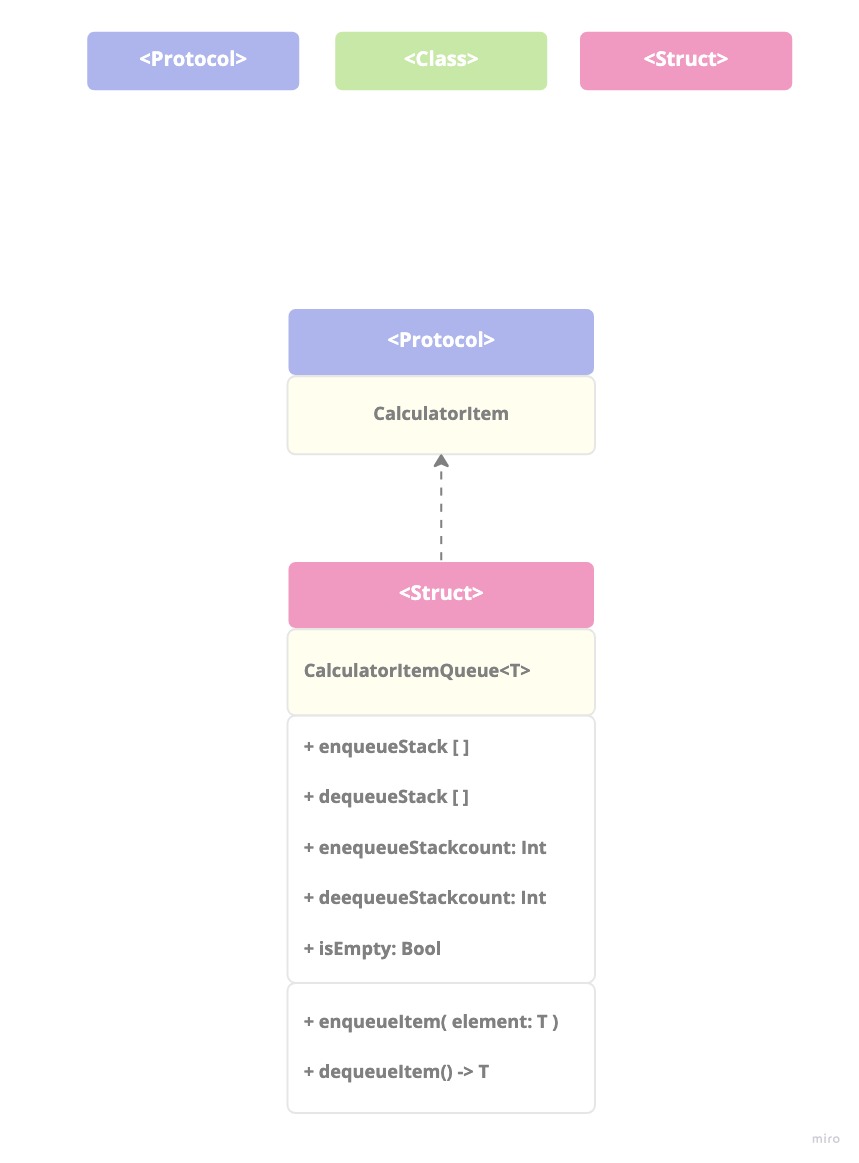 <Protocol>
<Class>
<Struct>
<Protocol>
CalculatorItem
<Struct>
CalculatorItemQueue<T>
+ enqueueStack [ ]
+ dequeueStack [ ]
+ enequeueStackcount: Int
+ deequeueStackcount: Int
+ isEmpty: Bool
+ enqueueItem( element: T )
+ dequeueItem() -> T
miro